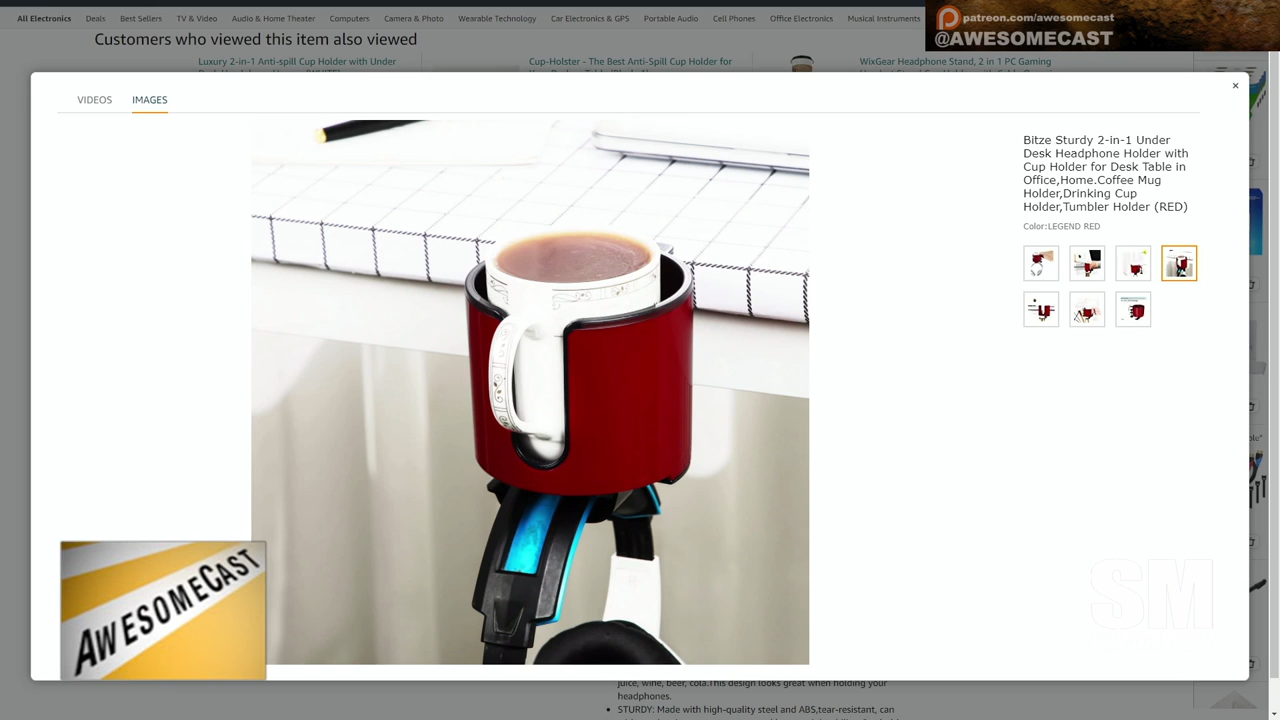 All Electronics Deals Best Sellers TV & Video Audio & Home Theater Computers Camera & Photo Wearable Technology Car Electronics & GPS Portable Audio Cell Phones Office Electronics Musical Instruments
patreon.com/awesomecast
@AWESOMECAST
Customers who viewed this item also viewed
Luxury 2-in-1 Anti-spill Cup Holder with Under
Cup-Holster - The Best Anti-Spill Cup Holder for
WixGear Headphone Stand, 2 in 1 PC Gaming
VIDEOS IMAGES
×
Bitze Sturdy 2-in-1 Under
Desk Headphone Holder with
Cup Holder for Desk Table in
Office,Home.Coffee Mug
Holder,Drinking Cup
Holder,Tumbler Holder (RED)
Color:LEGEND RED
AWESOMECAST
SM
juice, wine, beer, cola.This design looks great when holding your
headphones.
STURDY: Made with high-quality steel and ABS,tear-resistant, can